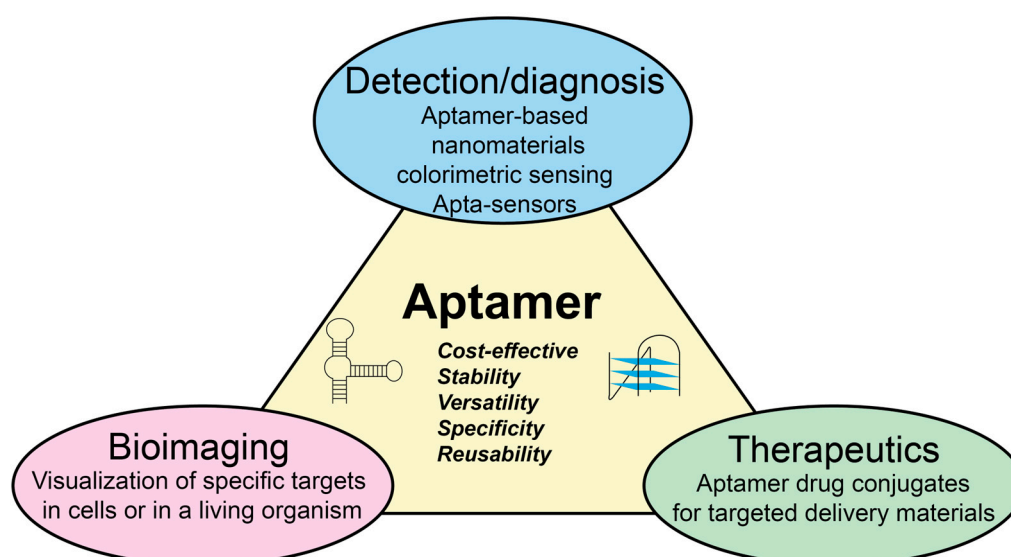 Detection/diagnosis
Aptamer-based
nanomaterials
colorimetric sensing
Apta-sensors
Aptamer
Cost-effective
Stability
Versatility
Specificity
Reusability
Bioimaging
Visualization of specific targets
in cells or in a living organism
Therapeutics
Aptamer drug conjugates
for targeted delivery materials